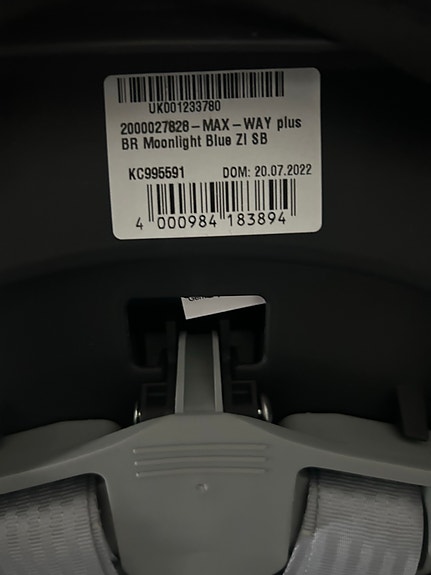 UK001233780
2000027828-MAX-WAY plus
BR Moonlight Blue ZI SB
KC995591 DOM: 20.07.2022
4 000984 183894